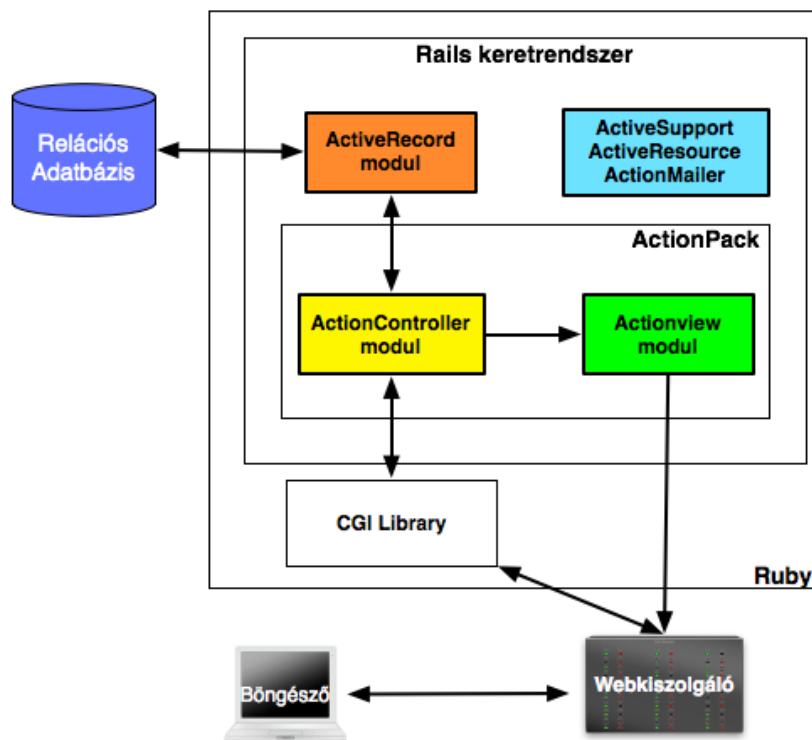 Rails keretrendszer
Relációs
Adatbázis
ActiveRecord
modul
ActiveSupport
ActiveResource
ActionMailer
ActionPack
ActionController
modul
Actionview
modul
CGI Library
Ruby
Böngésző
Webkiszolgáló